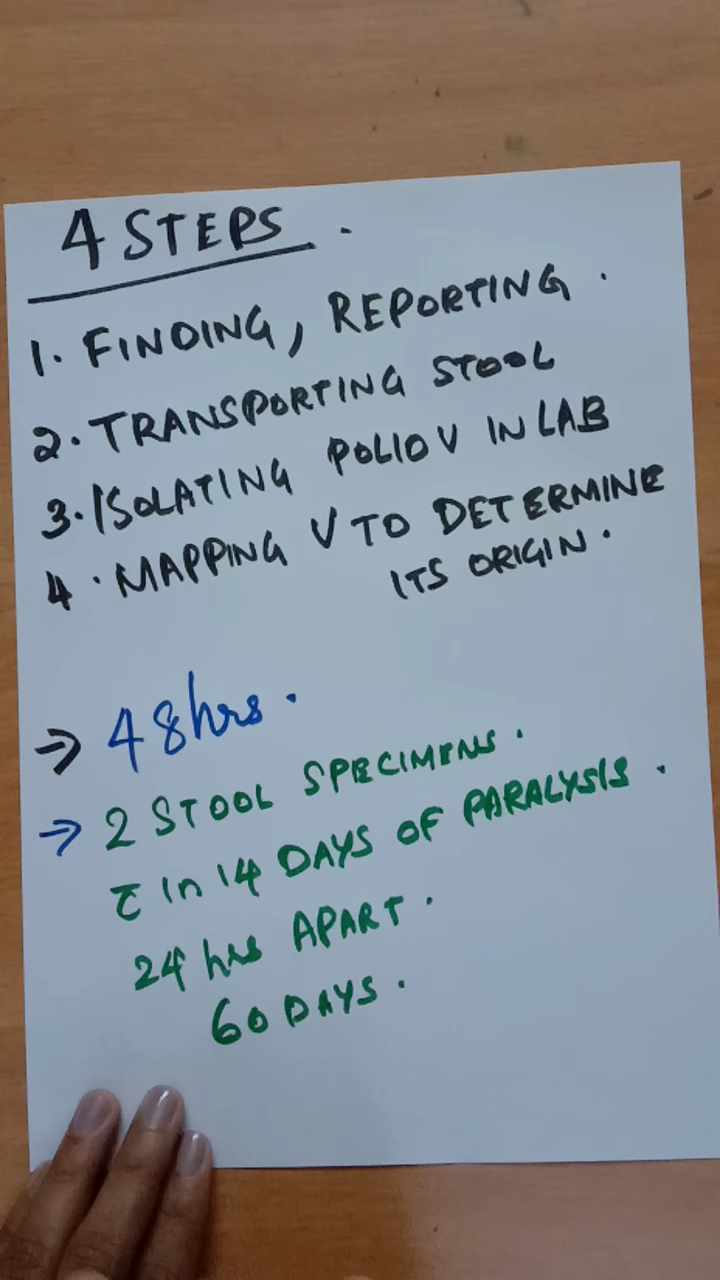 4 STEPS.
1. FINDING, REPORTING.
2. TRANSPORTING STOOL
3. ISOLATING POLIO V IN LAB
4. MAPPING V TO DETERMINE
ITS ORIGIN.
→ 48hrs.
→ 2 STOOL SPECIMENS.
c̄ In 14 DAYS OF PARALYSIS.
24 hrs APART.
60 DAYS.